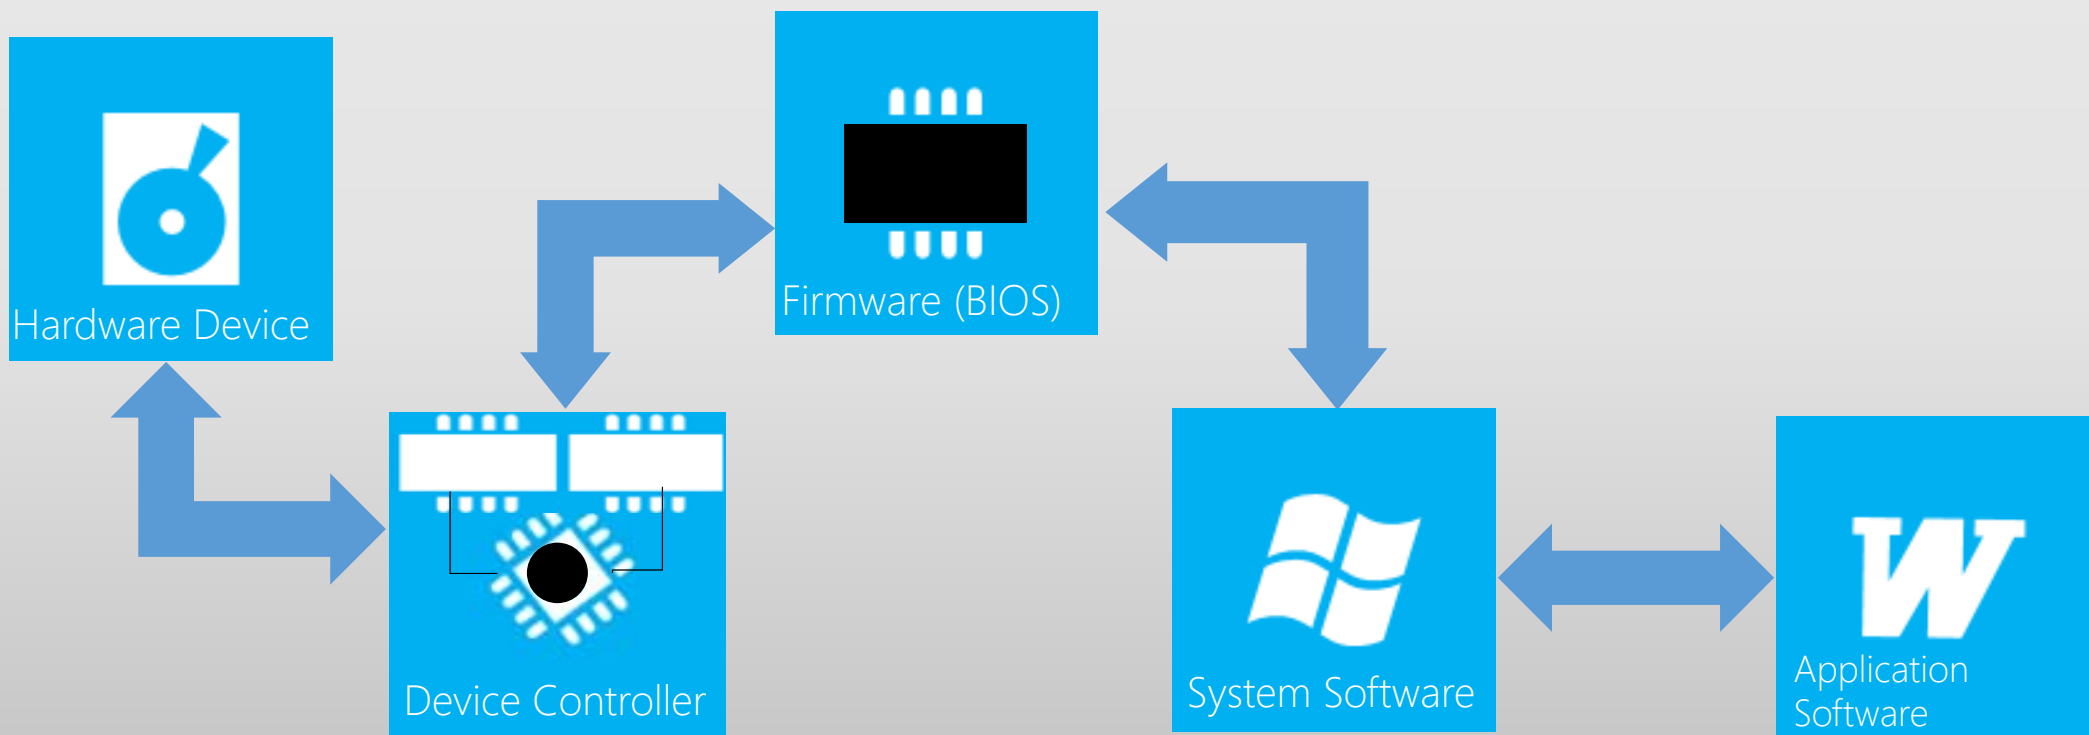 Hardware Device
Device Controller
Firmware (BIOS)
System Software
W
Application
Software